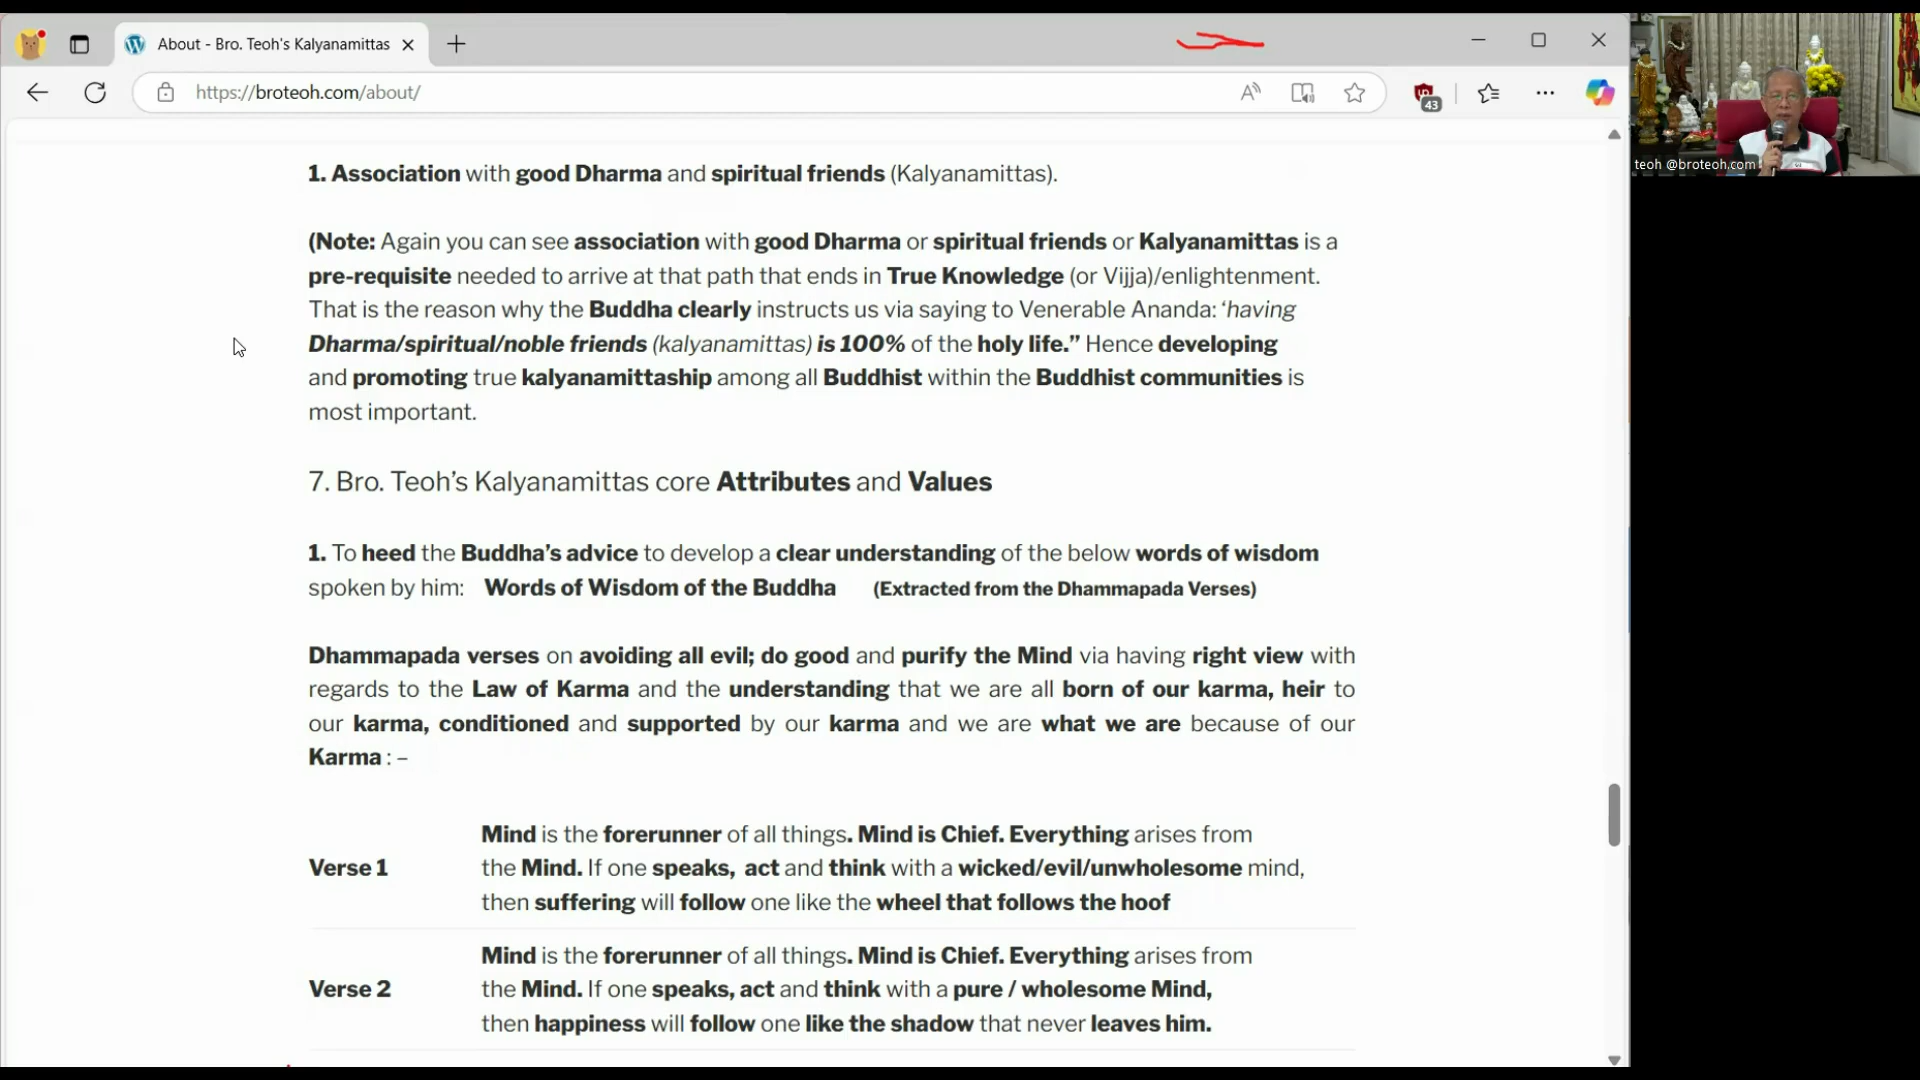 About - Bro. Teoh's Kalyanamittas
https://broteoh.com/about/
43
teoh @broteoh.com
1. Association with good Dharma and spiritual friends (Kalyanamittas).
(Note: Again you can see association with good Dharma or spiritual friends or Kalyanamittas is a
pre-requisite needed to arrive at that path that ends in True Knowledge (or Vijja)/enlightenment.
That is the reason why the Buddha clearly instructs us via saying to Venerable Ananda: ‘having
Dharma/spiritual/noble friends (kalyanamittas) is 100% of the holy life.” Hence developing
and promoting true kalyanamittaship among all Buddhist within the Buddhist communities is
most important.
7. Bro. Teoh’s Kalyanamittas core Attributes and Values
1. To heed the Buddha’s advice to develop a clear understanding of the below words of wisdom
spoken by him: Words of Wisdom of the Buddha (Extracted from the Dhammapada Verses)
Dhammapada verses on avoiding all evil; do good and purify the Mind via having right view with
regards to the Law of Karma and the understanding that we are all born of our karma, heir to
our karma, conditioned and supported by our karma and we are what we are because of our
Karma : –
Mind is the forerunner of all things. Mind is Chief. Everything arises from
Verse 1 the Mind. If one speaks, act and think with a wicked/evil/unwholesome mind,
then suffering will follow one like the wheel that follows the hoof
Mind is the forerunner of all things. Mind is Chief. Everything arises from
Verse 2 the Mind. If one speaks, act and think with a pure / wholesome Mind,
then happiness will follow one like the shadow that never leaves him.